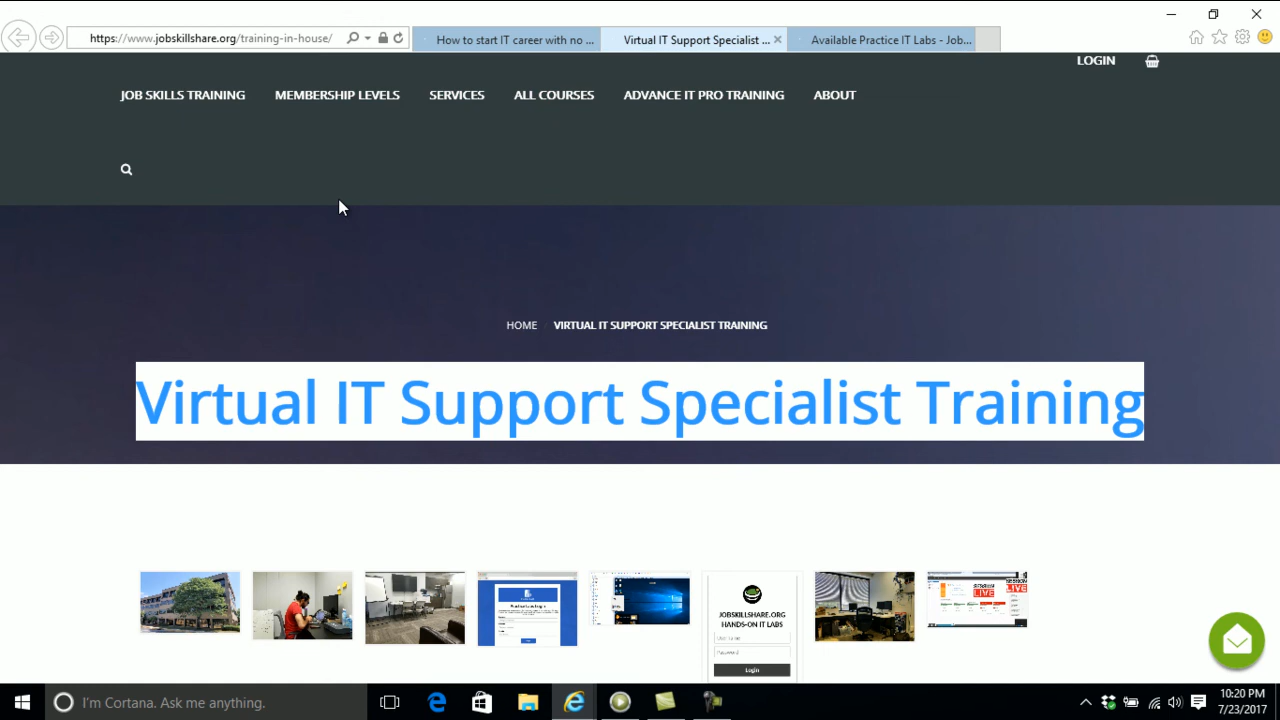 https://www.jobskillshare.org/training-in-house/
How to start IT career with no ...
Virtual IT Support Specialist ...
Available Practice IT Labs - Job...
LOGIN
JOB SKILLS TRAINING
MEMBERSHIP LEVELS
SERVICES
ALL COURSES
ADVANCE IT PRO TRAINING
ABOUT
HOME
VIRTUAL IT SUPPORT SPECIALIST TRAINING
Virtual IT Support Specialist Training
JOBSKILLSHARE.ORG
HANDS-ON IT LABS
Password
Login
SESSION
LIVE
I'm Cortana. Ask me anything.
10:20 PM
7/23/2017